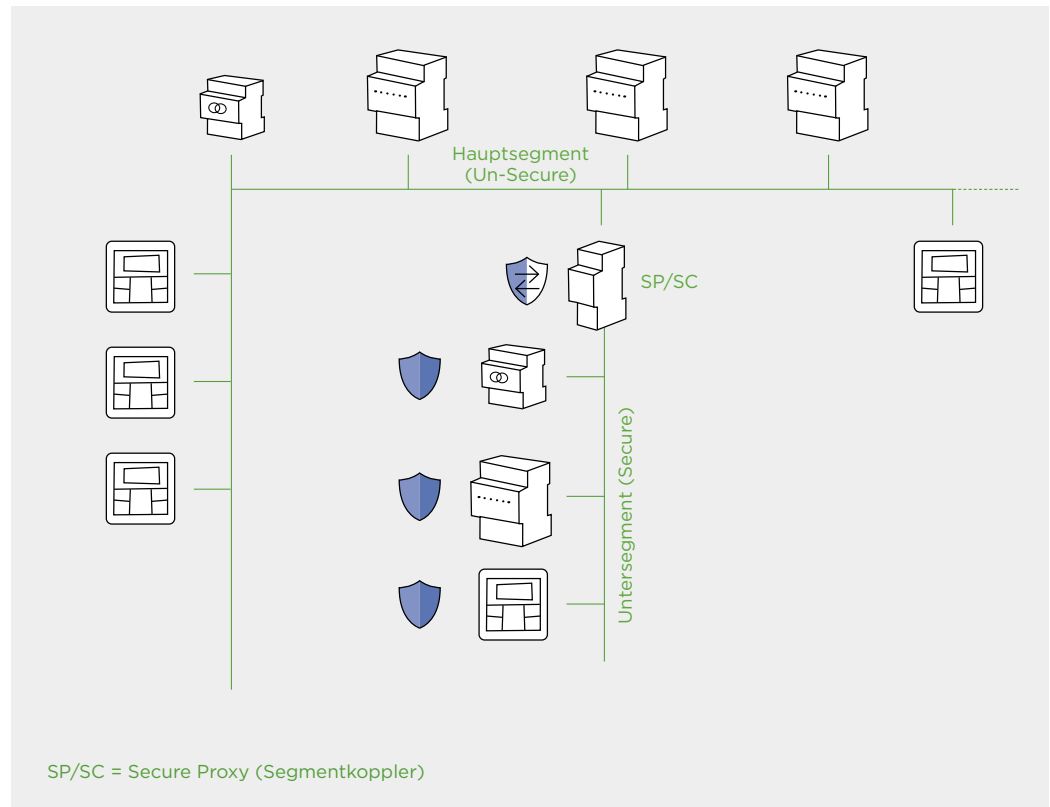 Hauptsegment
(Un-Secure)
SP/SC
Untersegment (Secure)
SP/SC = Secure Proxy (Segmentkoppler)